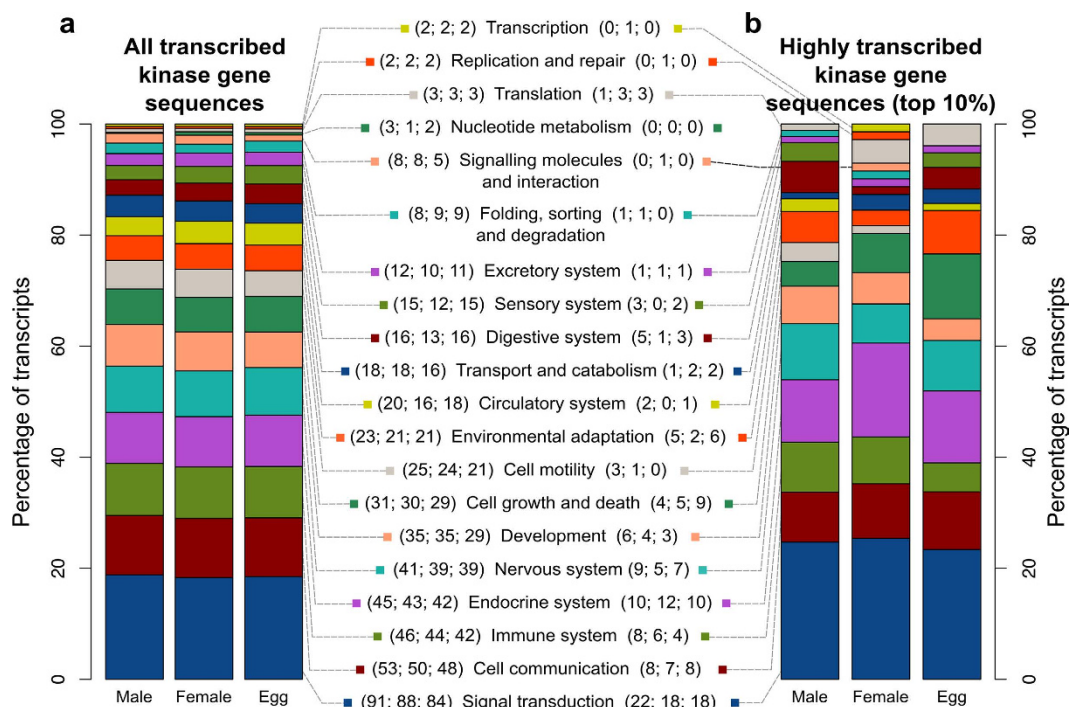 a
All transcribed
kinase gene
sequences
b
Highly transcribed
kinase gene
sequences (top 10%)
(2; 2; 2) Transcription (0; 1; 0)
(2; 2; 2) Replication and repair (0; 1; 0)
(3; 3; 3) Translation (1; 3; 3)
(3; 1; 2) Nucleotide metabolism (0; 0; 0)
(8; 8; 5) Signalling molecules (0; 1; 0)
and interaction
(8; 9; 9) Folding, sorting (1; 1; 0)
and degradation
(12; 10; 11) Excretory system (1; 1; 1)
(15; 12; 15) Sensory system (3; 0; 2)
(16; 13; 16) Digestive system (5; 1; 3)
(18; 18; 16) Transport and catabolism (1; 2; 2)
(20; 16; 18) Circulatory system (2; 0; 1)
(23; 21; 21) Environmental adaptation (5; 2; 6)
(25; 24; 21) Cell motility (3; 1; 0)
(31; 30; 29) Cell growth and death (4; 5; 9)
(35; 35; 29) Development (6; 4; 3)
(41; 39; 39) Nervous system (9; 5; 7)
(45; 43; 42) Endocrine system (10; 12; 10)
(46; 44; 42) Immune system (8; 6; 4)
(53; 50; 48) Cell communication (8; 7; 8)
(91; 88; 84) Signal transduction (22; 18; 18)
Percentage of transcripts
100
80
60
40
20
0
Male Female Egg
Percentage of transcripts
100
80
60
40
20
0
Male Female Egg